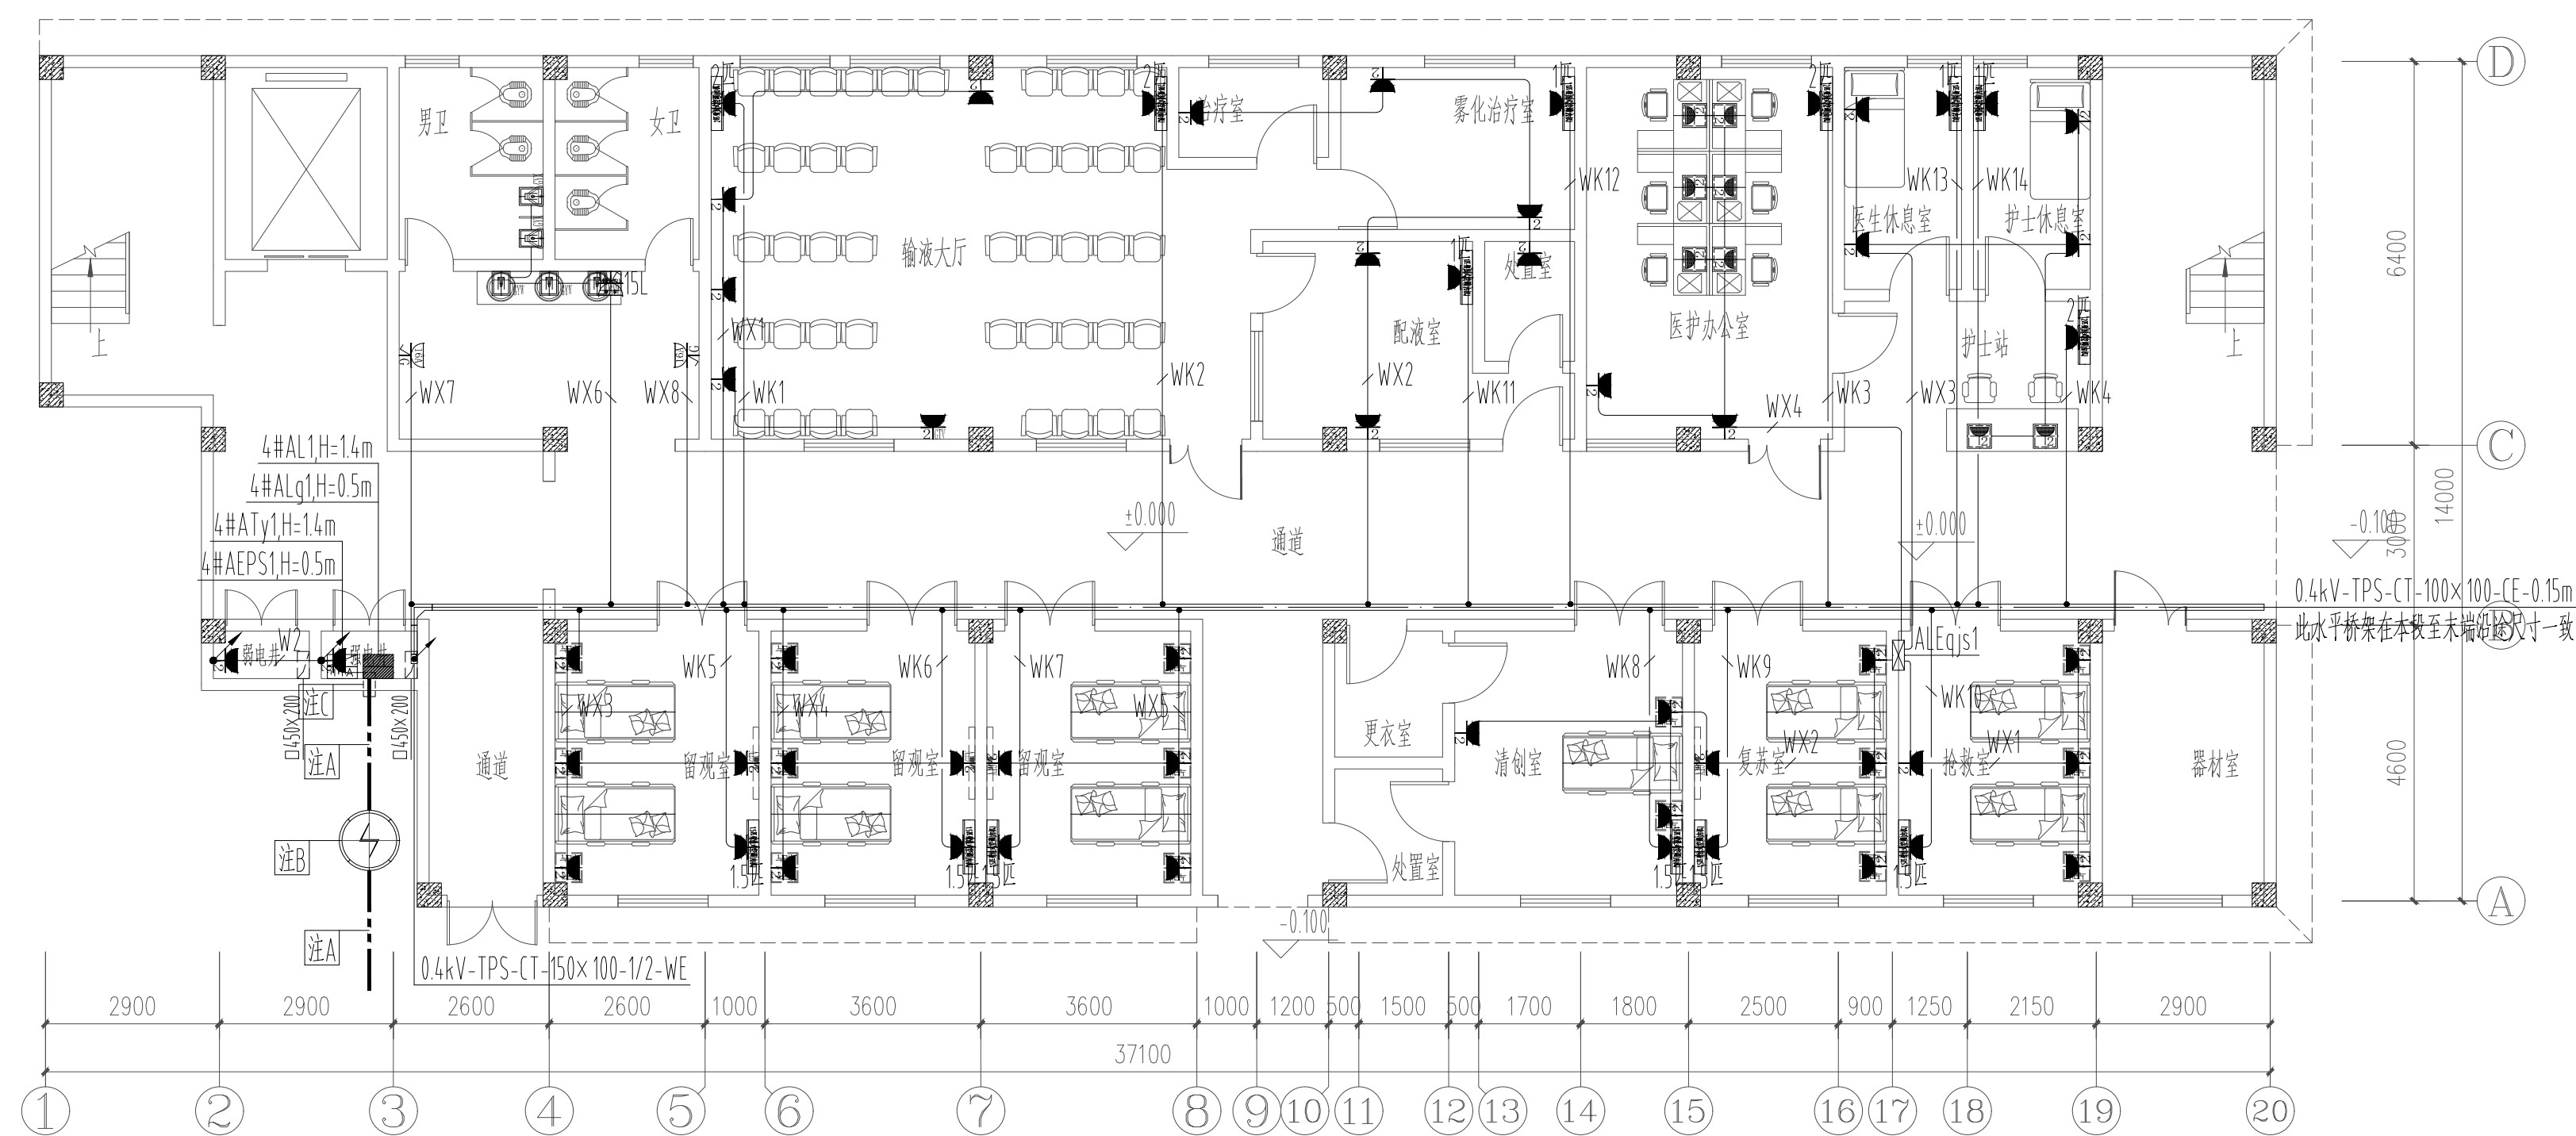 D
2匹
2匹
1匹
2匹
1匹
1匹
男卫
女卫
治疗室
雾化治疗室
WK12
WK13
WK14
医生休息室
护士休息室
输液大厅
1匹
处置室
6400
15L
2匹
WX1
配液室
医护办公室
护士站
上
上
WX7
WX6
WX8
WK1
WK2
WX2
WK11
WX4
WK3
WX3
WK4
C
4#AL1,H=1.4m
4#ALg1,H=0.5m
4#ATy1,H=1.4m
4#AEPS1,H=0.5m
±0.000
通道
±0.000
-0.100
3000
14000
0.4kV-TPS-CT-100×100-CE-0.15m
此水平桥架在本段至末端沿途尺寸一致
B
W2
弱电井
强电井
ALEqjs1
WK5
WK6
WK7
WK8
WK9
WK10
注C
□450×200
□450×200
WX3
WX4
WX5
注A
通道
留观室
留观室
留观室
更衣室
清创室
复苏室
WX2
抢救室
WX1
器材室
4600
注B
1.5匹
1.5匹
1.5匹
处置室
1.5匹
1.5匹
1.5匹
A
注A
-0.100
0.4kV-TPS-CT-150×100-1/2-WE
2900 2900 2600 2600 1000 3600 3600 1000 1200 500 1500 500 1700 1800 2500 900 1250 2150 2900
37100
1 2 3 4 5 6 7 8 9 10 11 12 13 14 15 16 17 18 19 20